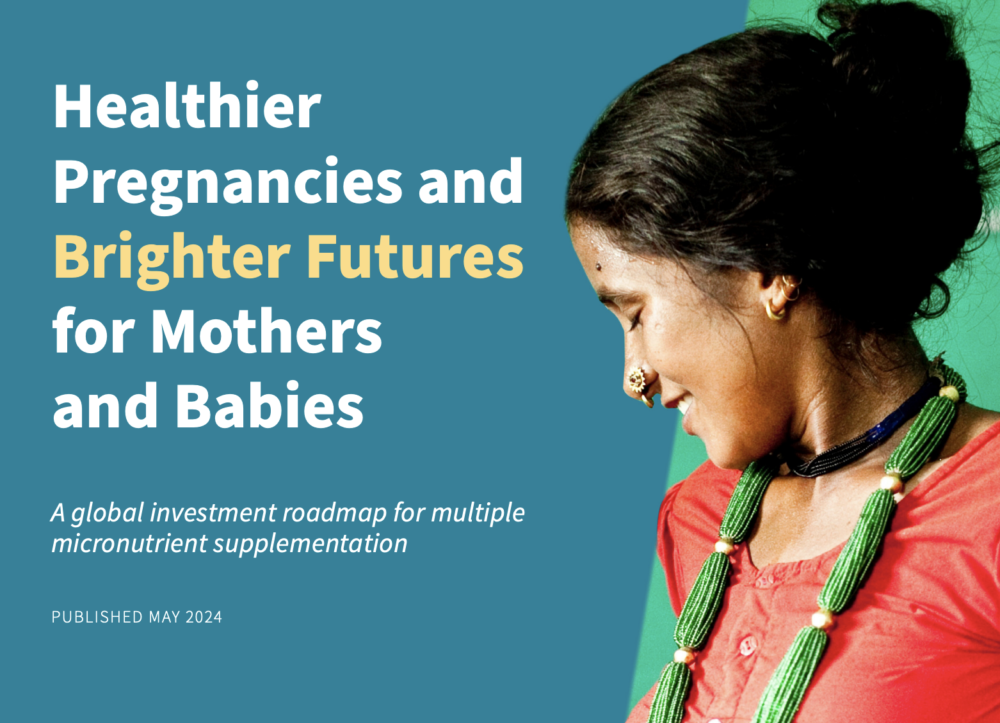 Healthier
Pregnancies and
Brighter Futures
for Mothers
and Babies
A global investment roadmap for multiple
micronutrient supplementation
PUBLISHED MAY 2024